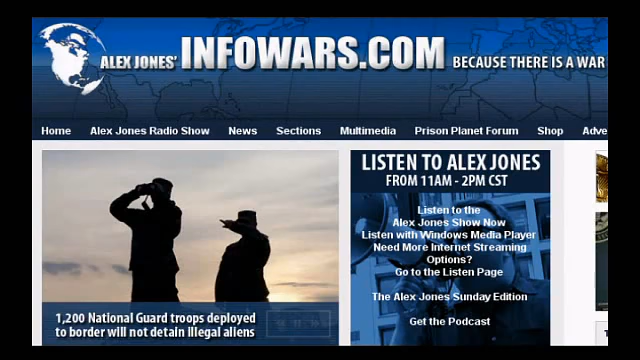 ALEX JONES' INFOWARS.COM BECAUSE THERE IS A WAR
Home Alex Jones Radio Show News Sections Multimedia Prison Planet Forum Shop Adve
LISTEN TO ALEX JONES
FROM 11AM - 2PM CST
Listen to the
Alex Jones Show Now
Listen with Windows Media Player
Need More Internet Streaming
Options?
Go to the Listen Page
The Alex Jones Sunday Edition
Get the Podcast
1,200 National Guard troops deployed
to border will not detain illegal aliens